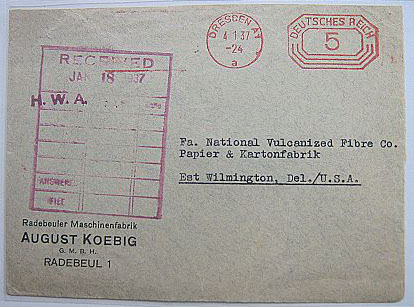 DRESDEN A1
4.1.37
-24
a
DEUTSCHES REICH
5
RECEIVED
JAN 18 1937
H.W.A.
ANSWERED
FILE
Fa. National Vulcanized Fibre Co.
Papier & Kartonfabrik
Est Wilmington, Del./U.S.A.
Radebeuler Maschinenfabrik
AUGUST KOEBIG
G.M.B.H.
RADEBEUL 1